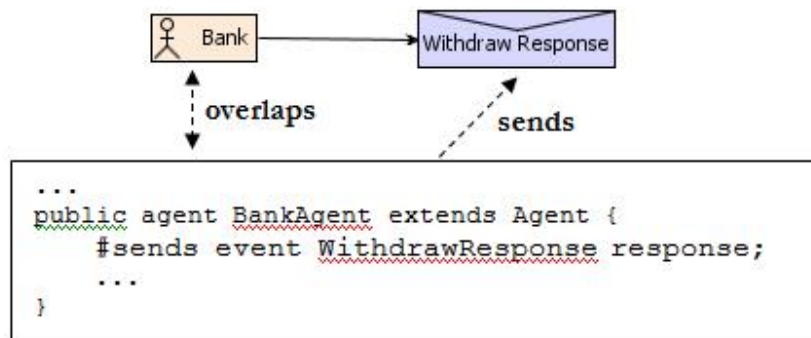 Bank
Withdraw Response
overlaps
sends
...
public agent BankAgent extends Agent {
#sends event WithdrawResponse response;
...
}